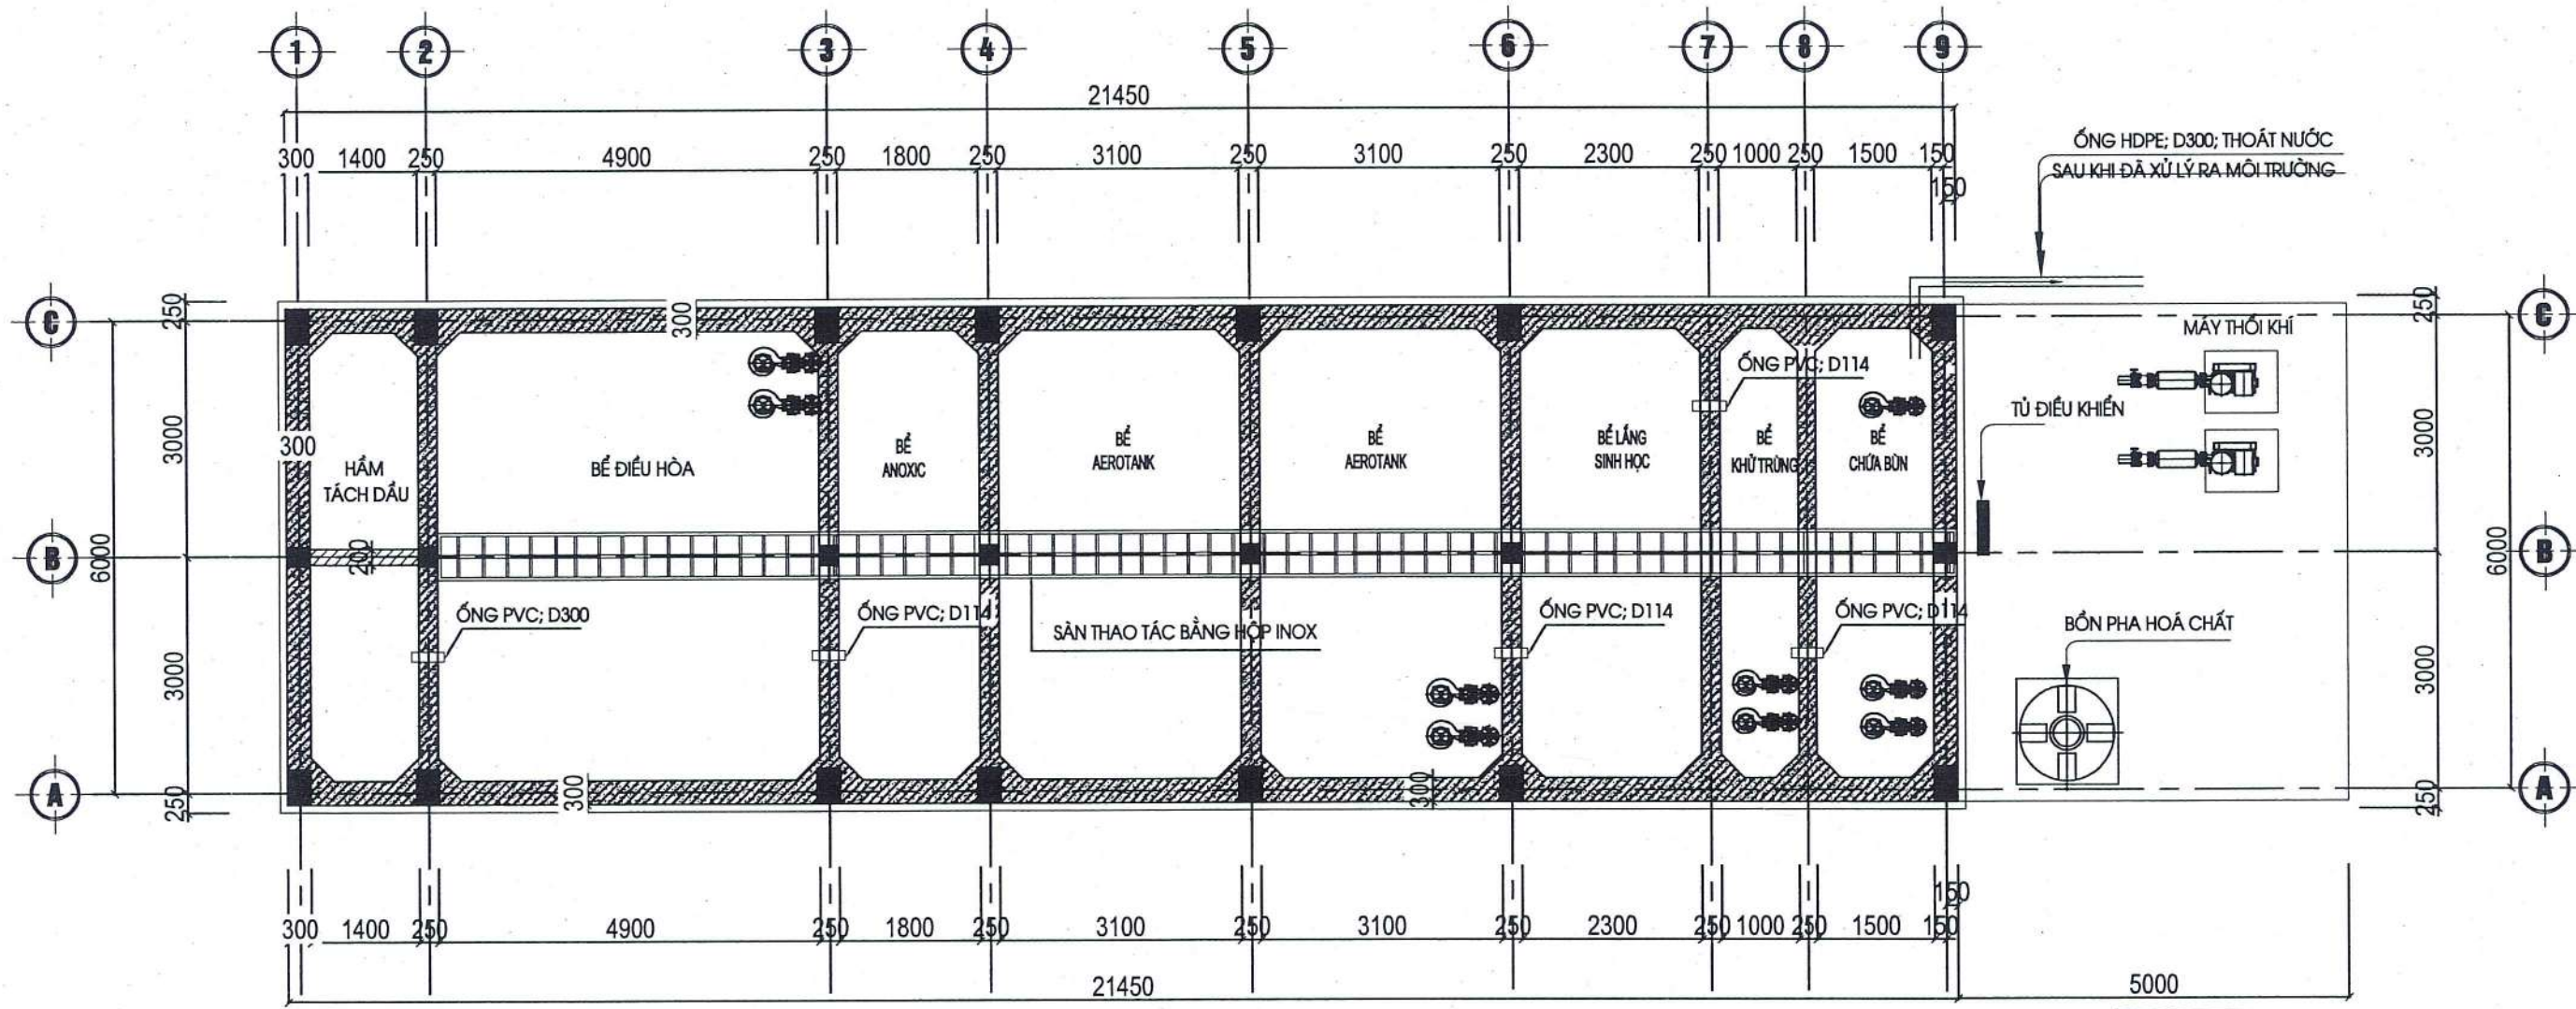 1 2 3 4 5 6 7 8 9
21450
300 1400 250 4900 250 1800 250 3100 250 3100 250 2300 250 1000 250 1500 150
150
ỐNG HDPE; D300; THOÁT NƯỚC
SAU KHI ĐÃ XỬ LÝ RA MÔI TRƯỜNG
C
250
300
250
C
MÁY THỔI KHÍ
ỐNG PVC; D114
TỦ ĐIỀU KHIỂN
3000
300
3000
HẦM
TÁCH DẦU
BỂ ĐIỀU HÒA
BỂ
ANOXIC
BỂ
AEROTANK
BỂ
AEROTANK
BỂ LẮNG
SINH HỌC
BỂ
KHỬ TRÙNG
BỂ
CHỨA BÙN
B
6000
200
6000
B
ỐNG PVC; D300
ỐNG PVC; D114
SÀN THAO TÁC BẰNG HỘP INOX
ỐNG PVC; D114
ỐNG PVC; D114
BỒN PHA HOÁ CHẤT
3000
3000
A
250
300
300
250
A
150
300 1400 250 4900 250 1800 250 3100 250 3100 250 2300 250 1000 250 1500 150
21450
5000